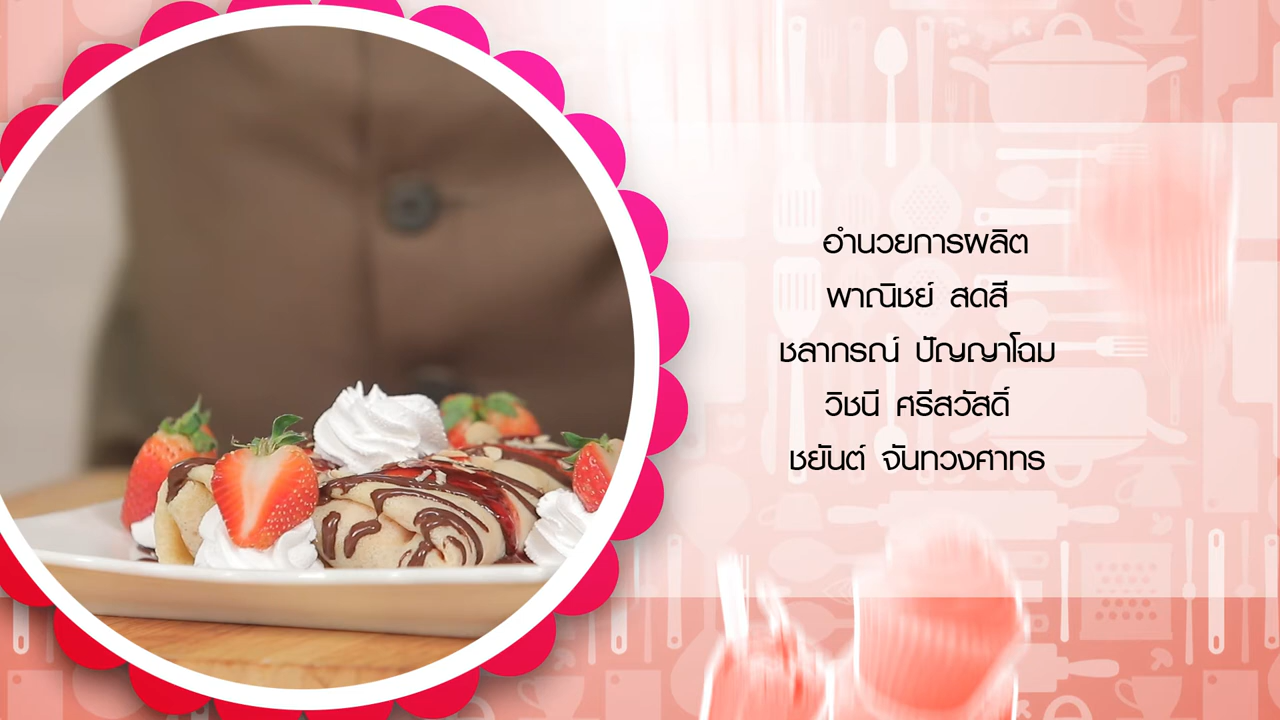 อำนวยการผลิต
พาณิชย์ สดสี
ชลากรณ์ ปัญญาโฉม
วิชนี ศรีสวัสดิ์
ชยันต์ จันทวงศาทร